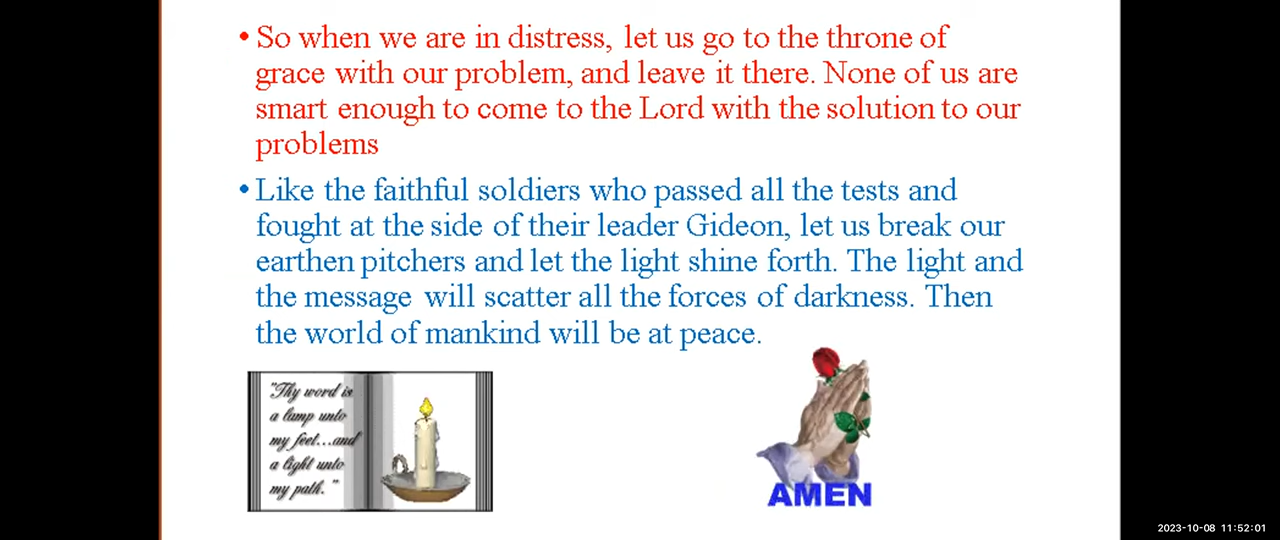 • So when we are in distress, let us go to the throne of
grace with our problem, and leave it there. None of us are
smart enough to come to the Lord with the solution to our
problems
• Like the faithful soldiers who passed all the tests and
fought at the side of their leader Gideon, let us break our
earthen pitchers and let the light shine forth. The light and
the message will scatter all the forces of darkness. Then
the world of mankind will be at peace.
"Thy word is
a lamp unto
my feet...and
a light unto
my path."
AMEN
2023-10-08 11:52:01